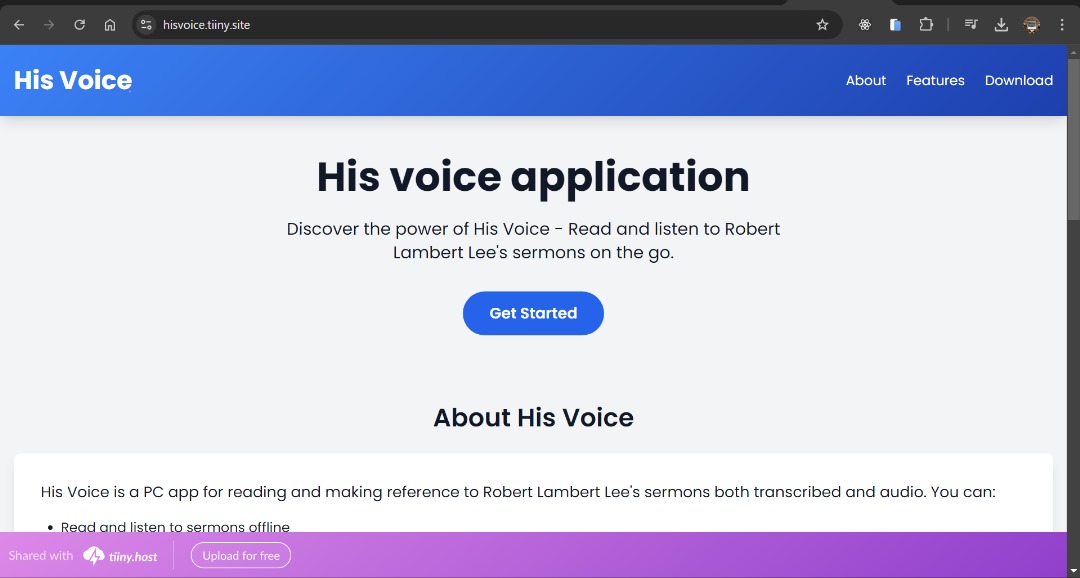 hisvoice.tiiny.site
His Voice
About Features Download
His voice application
Discover the power of His Voice - Read and listen to Robert
Lambert Lee's sermons on the go.
Get Started
About His Voice
His Voice is a PC app for reading and making reference to Robert Lambert Lee's sermons both transcribed and audio. You can:
• Read and listen to sermons offline
Shared with tiiny.host Upload for free